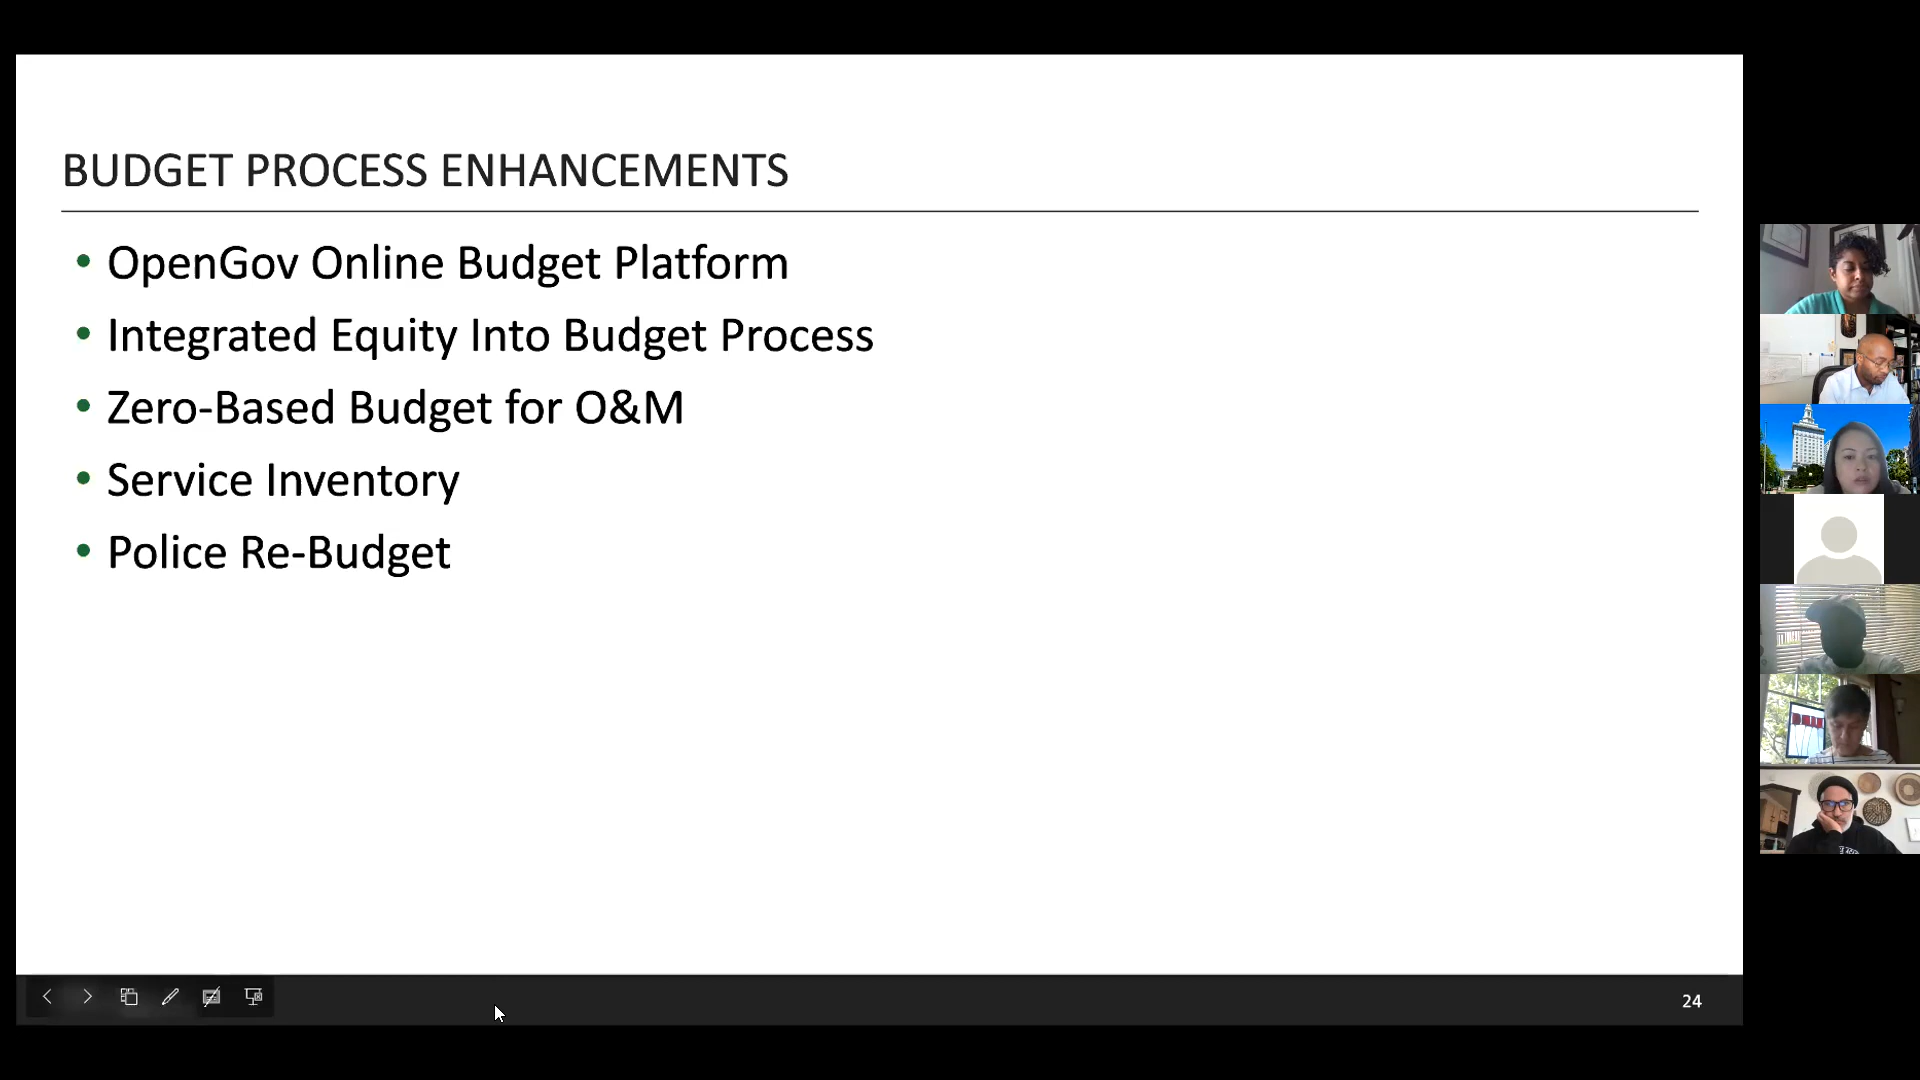 BUDGET PROCESS ENHANCEMENTS
• OpenGov Online Budget Platform
• Integrated Equity Into Budget Process
• Zero-Based Budget for O&M
• Service Inventory
• Police Re-Budget
24